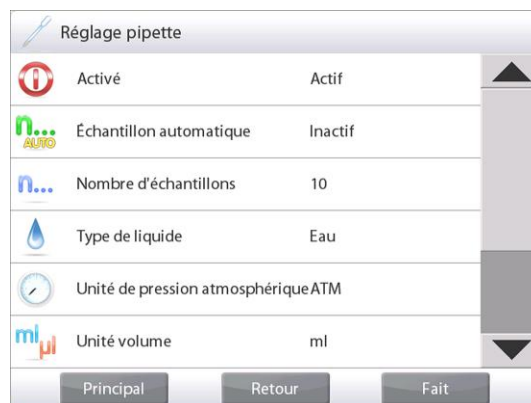 Réglage pipette
Activé Actif
n... AUTO Échantillon automatique Inactif
n... Nombre d'échantillons 10
Type de liquide Eau
Unité de pression atmosphérique ATM
ml µl Unité volume ml
Principal Retour Fait